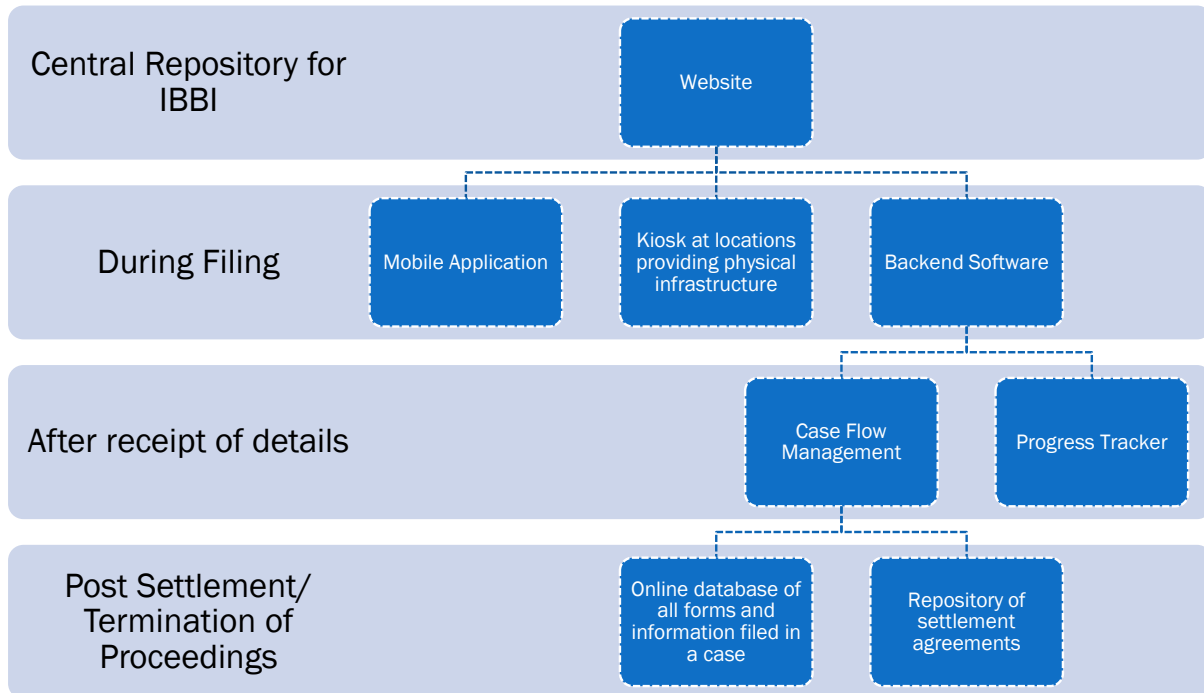 Central Repository for
IBBI
Website
During Filing
Mobile Application
Kiosk at locations
providing physical
infrastructure
Backend Software
After receipt of details
Case Flow
Management
Progress Tracker
Post Settlement/
Termination of
Proceedings
Online database of
all forms and
information filed in
a case
Repository of
settlement
agreements